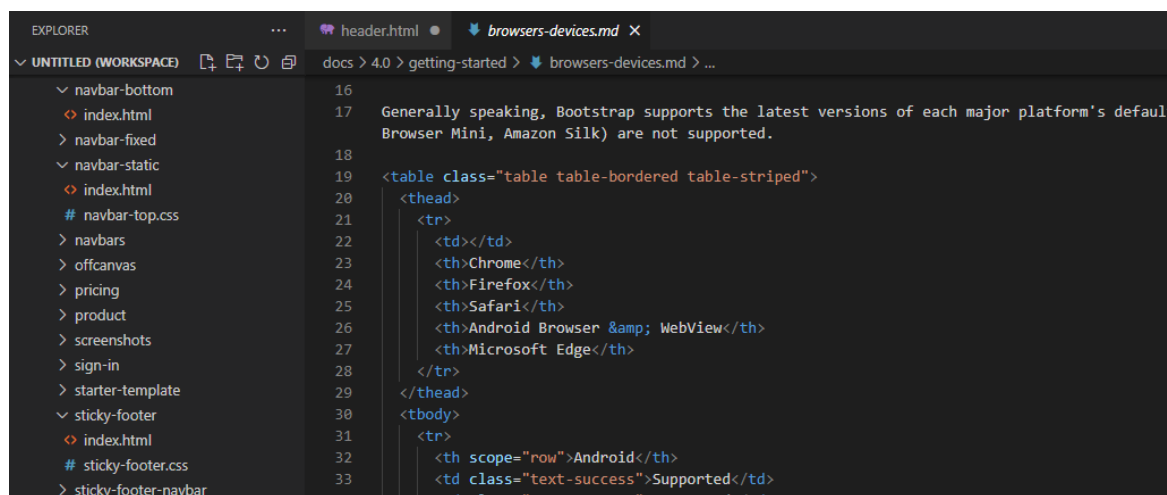 EXPLORER
UNTITLED (WORKSPACE)
navbar-bottom
index.html
navbar-fixed
navbar-static
index.html
# navbar-top.css
navbars
offcanvas
pricing
product
screenshots
sign-in
starter-template
sticky-footer
index.html
# sticky-footer.css
sticky-footer-navbar
header.html
browsers-devices.md
docs > 4.0 > getting-started > browsers-devices.md > ...
16
17 Generally speaking, Bootstrap supports the latest versions of each major platform's defaul
Browser Mini, Amazon Silk) are not supported.
18
19 <table class="table table-bordered table-striped">
20 <thead>
21 <tr>
22 <td></td>
23 <th>Chrome</th>
24 <th>Firefox</th>
25 <th>Safari</th>
26 <th>Android Browser &amp; WebView</th>
27 <th>Microsoft Edge</th>
28 </tr>
29 </thead>
30 <tbody>
31 <tr>
32 <th scope="row">Android</th>
33 <td class="text-success">Supported</td>